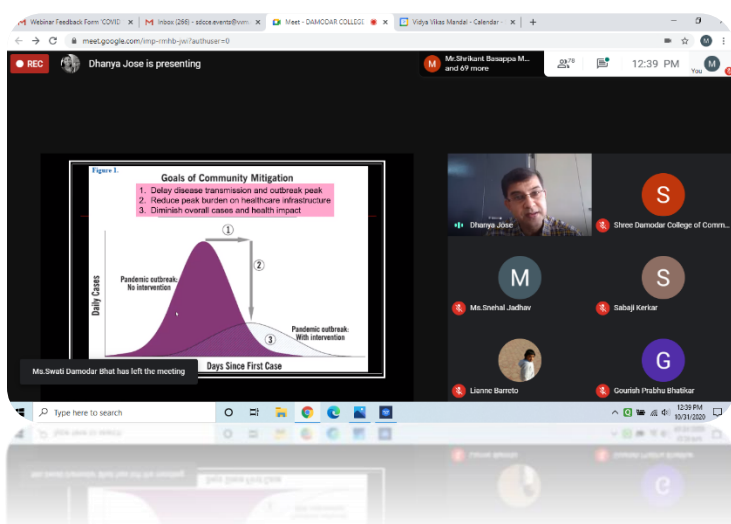 Webinar Feedback Form 'COVID
Inbox (266) - sdcce.events@vvm
Meet - DAMODAR COLLEGE
Vidya Vikas Mandal - Calendar -
meet.google.com/imp-rmhb-jwi?authuser=0
REC
Dhanya Jose is presenting
M
Mr.Shrikant Basappa M...
and 69 more
78
12:39 PM
You
M
Figure 1.
Goals of Community Mitigation
1. Delay disease transmission and outbreak peak
2. Reduce peak burden on healthcare infrastructure
3. Diminish overall cases and health impact
1
2
Pandemic outbreak:
No intervention
Daily Cases
Pandemic outbreak:
With intervention
3
Days Since First Case
Ms.Swati Damodar Bhat has left the meeting
Dhanya Jose
S
Shree Damodar College of Comm...
M
Ms.Snehal Jadhav
S
Sabaji Kerkar
Lianne Barreto
G
Gourish Prabhu Bhatikar
Type here to search
12:39 PM
10/31/2020